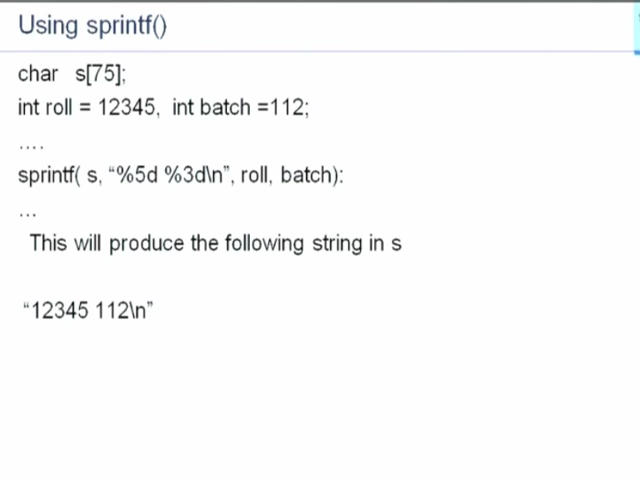 Using sprintf()
char s[75];
int roll = 12345, int batch =112;
....
sprintf( s, “%5d %3d\n”, roll, batch):
...
This will produce the following string in s
“12345 112\n”